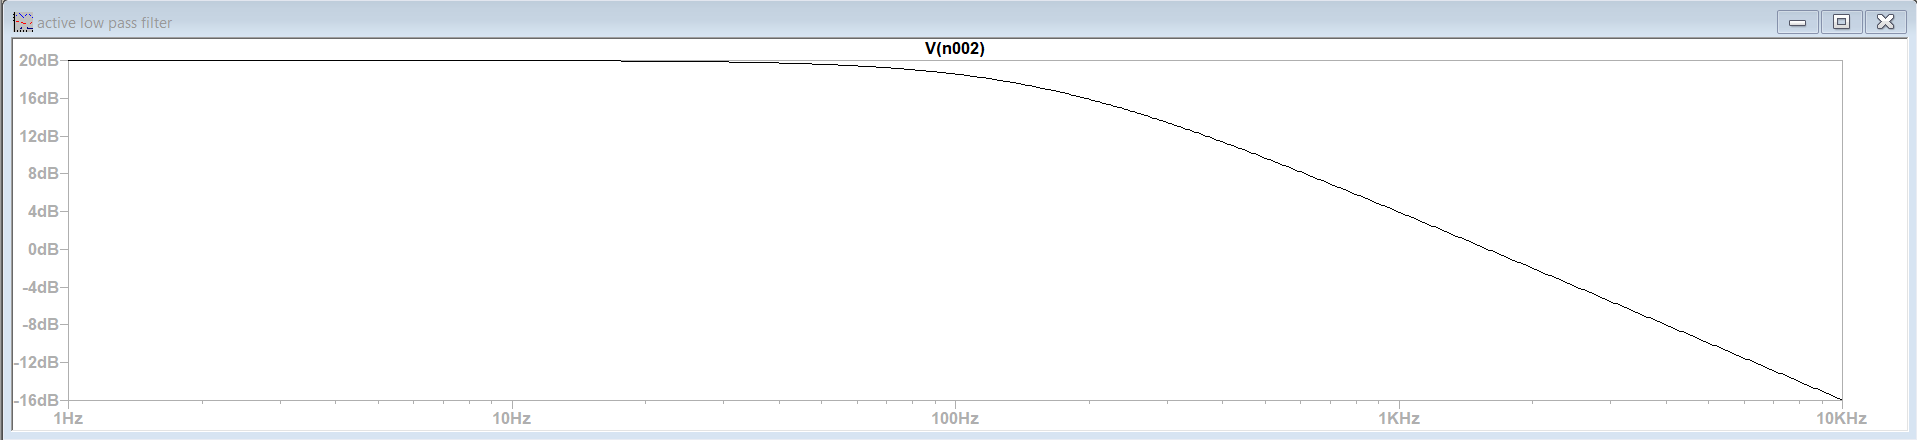 active low pass filter
V(n002)
20dB
16dB
12dB
8dB
4dB
0dB
-4dB
-8dB
-12dB
-16dB
1Hz 10Hz 100Hz 1KHz 10KHz